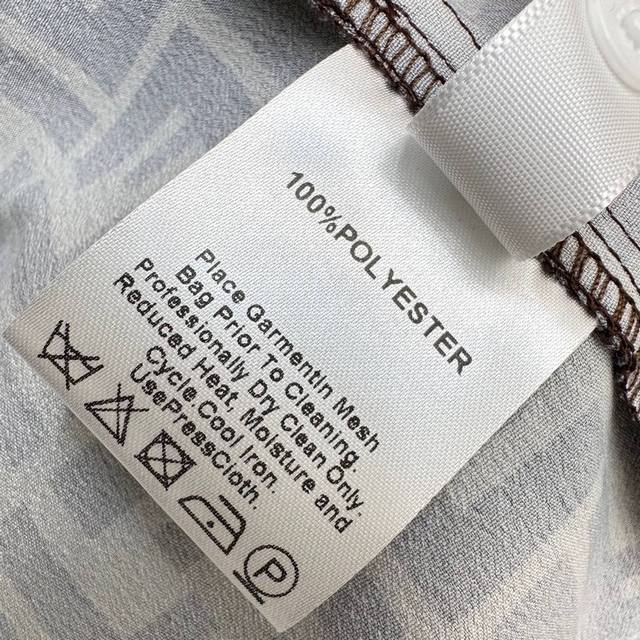 100%POLYESTER
Place GarmentIn Mesh
Bag Prior To Cleaning.
Professionally Dry Clean Only.
Reduced Heat, Moisture and
Cycle.Cool Iron.
UsePressCloth.
P